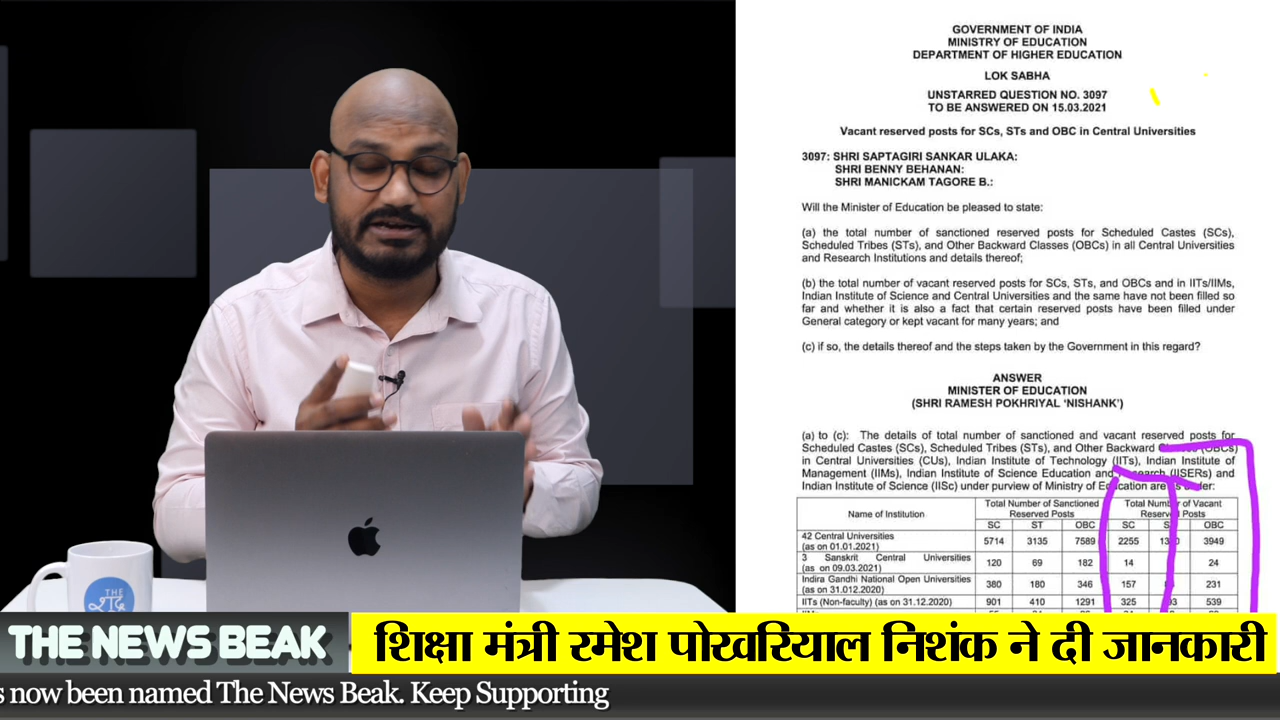 GOVERNMENT OF INDIA
MINISTRY OF EDUCATION
DEPARTMENT OF HIGHER EDUCATION
LOK SABHA
UNSTARRED QUESTION NO. 3097
TO BE ANSWERED ON 15.03.2021
Vacant reserved posts for SCs, STs and OBC in Central Universities
3097: SHRI SAPTAGIRI SANKAR ULAKA:
SHRI BENNY BEHANAN:
SHRI MANICKAM TAGORE B.:
Will the Minister of Education be pleased to state:
(a) the total number of sanctioned reserved posts for Scheduled Castes (SCs),
Scheduled Tribes (STs), and Other Backward Classes (OBCs) in all Central Universities
and Research Institutions and details thereof;
(b) the total number of vacant reserved posts for SCs, STs, and OBCs and in IITs/IIMs,
Indian Institute of Science and Central Universities and the same have not been filled so
far and whether it is also a fact that certain reserved posts have been filled under
General category or kept vacant for many years; and
(c) if so, the details thereof and the steps taken by the Government in this regard?
ANSWER
MINISTER OF EDUCATION
(SHRI RAMESH POKHRIYAL 'NISHANK')
(a) to (c): The details of total number of sanctioned and vacant reserved posts for
Scheduled Castes (SCs), Scheduled Tribes (STs), and Other Backward Classes (OBCs)
in Central Universities (CUs), Indian Institute of Technology (IITs), Indian Institute of
Management (IIMs), Indian Institute of Science Education and Research (IISERs) and
Indian Institute of Science (IISc) under purview of Ministry of Education are as under:
Name of Institution Total Number of Sanctioned Reserved Posts Total Number of Vacant Reserved Posts
SC ST OBC SC OBC
42 Central Universities (as on 01.01.2021) 5714 3135 7589 2255 3949
3 Sanskrit Central Universities (as on 09.03.2021) 120 69 182 14 24
Indira Gandhi National Open Universities (as on 31.012.2020) 380 180 346 157 231
IITs (Non-faculty) (as on 31.12.2020) 901 410 1291 325 539
THE
THE NEWS BEAK
शिक्षा मंत्री रमेश पोखरियाल निशंक ने दी जानकारी
s now been named The News Beak. Keep Supporting